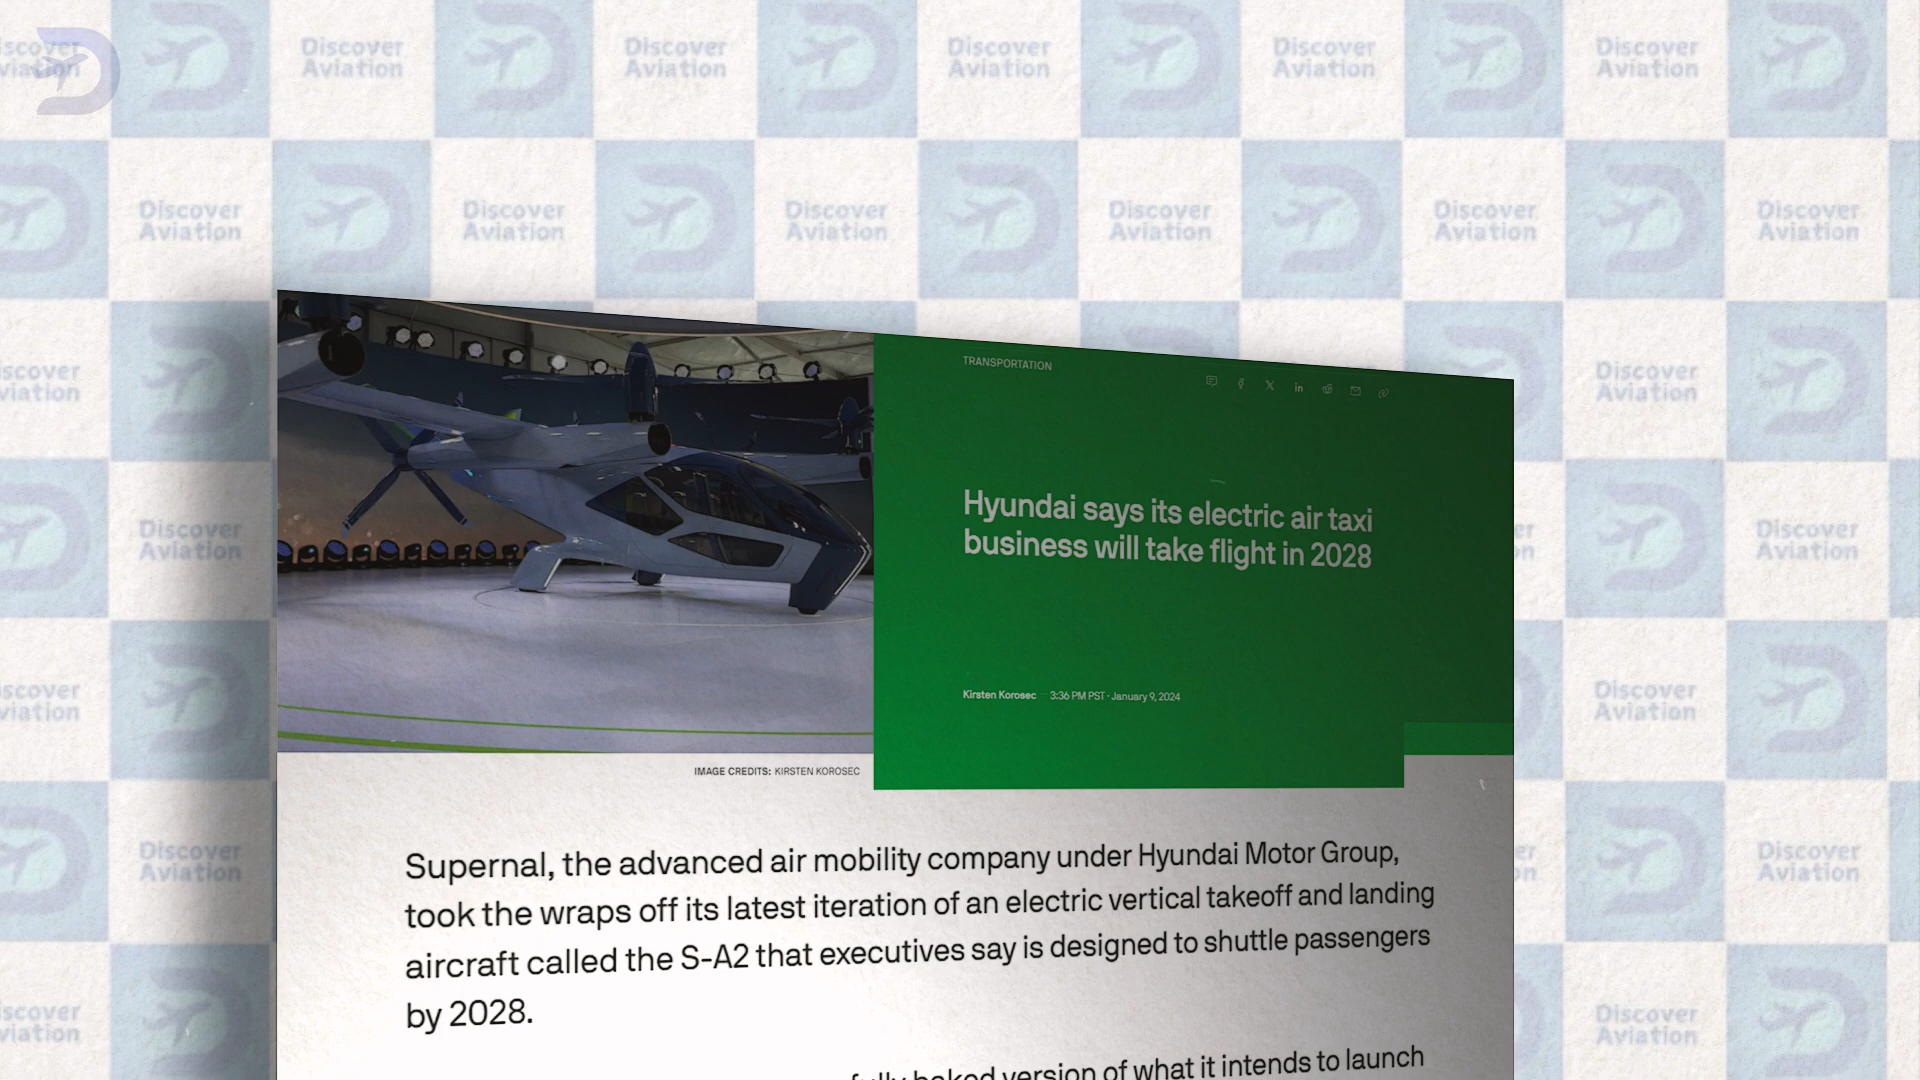 Discover
Aviation
TRANSPORTATION
Hyundai says its electric air taxi
business will take flight in 2028
Kirsten Korosec 3:36 PM PST · January 9, 2024
IMAGE CREDITS: KIRSTEN KOROSEC
Supernal, the advanced air mobility company under Hyundai Motor Group,
took the wraps off its latest iteration of an electric vertical takeoff and landing
aircraft called the S-A2 that executives say is designed to shuttle passengers
by 2028.
fully baked version of what it intends to launch